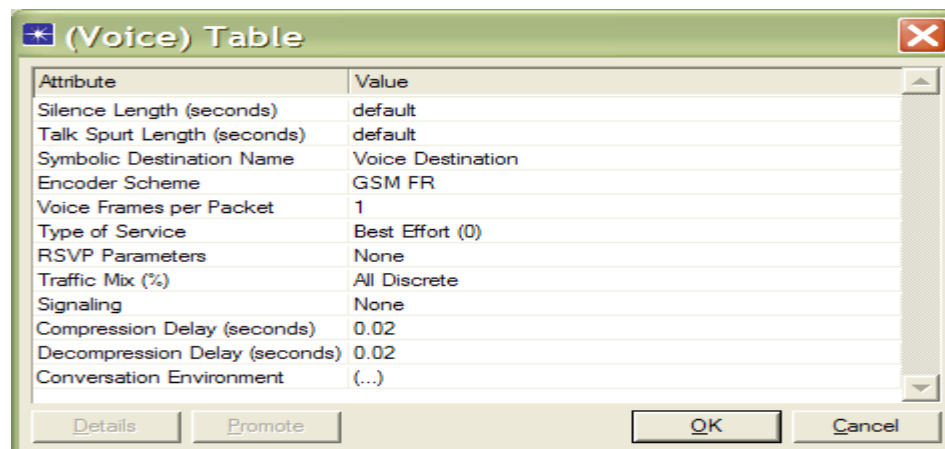 (Voice) Table
Attribute Value
Silence Length (seconds) default
Talk Spurt Length (seconds) default
Symbolic Destination Name Voice Destination
Encoder Scheme GSM FR
Voice Frames per Packet 1
Type of Service Best Effort (0)
RSVP Parameters None
Traffic Mix (%) All Discrete
Signaling None
Compression Delay (seconds) 0.02
Decompression Delay (seconds) 0.02
Conversation Environment (...)
Details Promote OK Cancel